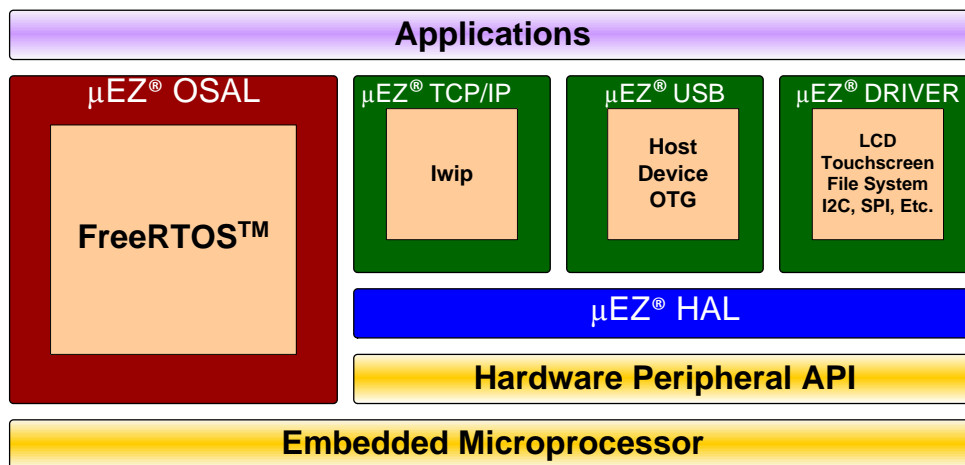 Applications
µEZ® OSAL
FreeRTOS™
µEZ® TCP/IP
lwip
µEZ® USB
Host
Device
OTG
µEZ® DRIVER
LCD
Touchscreen
File System
I2C, SPI, Etc.
µEZ® HAL
Hardware Peripheral API
Embedded Microprocessor